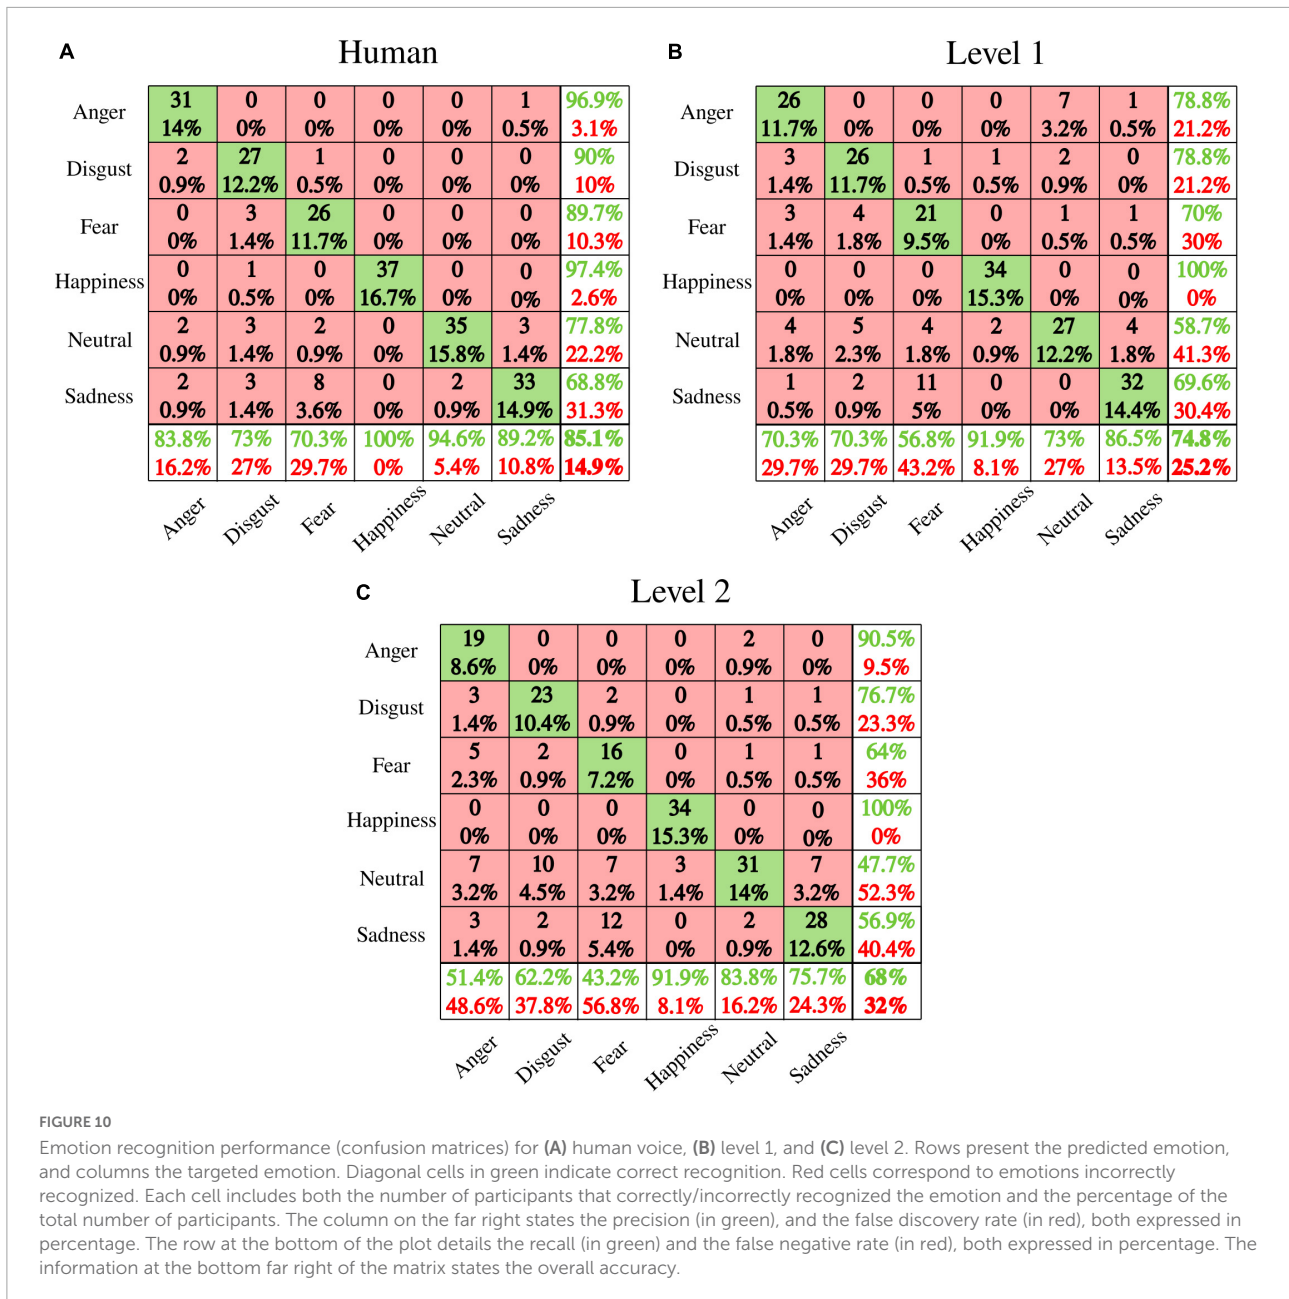 A
Human
Anger
31 0 0 0 0 1 96.9%
14% 0% 0% 0% 0% 0.5% 3.1%
Disgust
2 27 1 0 0 0 90%
0.9% 12.2% 0.5% 0% 0% 0% 10%
Fear
0 3 26 0 0 0 89.7%
0% 1.4% 11.7% 0% 0% 0% 10.3%
Happiness
0 1 0 37 0 0 97.4%
0% 0.5% 0% 16.7% 0% 0% 2.6%
Neutral
2 3 2 0 35 3 77.8%
0.9% 1.4% 0.9% 0% 15.8% 1.4% 22.2%
Sadness
2 3 8 0 2 33 68.8%
0.9% 1.4% 3.6% 0% 0.9% 14.9% 31.3%
83.8% 73% 70.3% 100% 94.6% 89.2% 85.1%
16.2% 27% 29.7% 0% 5.4% 10.8% 14.9%
Anger Disgust Fear Happiness Neutral Sadness
B
Level 1
Anger
26 0 0 0 7 1 78.8%
11.7% 0% 0% 0% 3.2% 0.5% 21.2%
Disgust
3 26 1 1 2 0 78.8%
1.4% 11.7% 0.5% 0.5% 0.9% 0% 21.2%
Fear
3 4 21 0 1 1 70%
1.4% 1.8% 9.5% 0% 0.5% 0.5% 30%
Happiness
0 0 0 34 0 0 100%
0% 0% 0% 15.3% 0% 0% 0%
Neutral
4 5 4 2 27 4 58.7%
1.8% 2.3% 1.8% 0.9% 12.2% 1.8% 41.3%
Sadness
1 2 11 0 0 32 69.6%
0.5% 0.9% 5% 0% 0% 14.4% 30.4%
70.3% 70.3% 56.8% 91.9% 73% 86.5% 74.8%
29.7% 29.7% 43.2% 8.1% 27% 13.5% 25.2%
Anger Disgust Fear Happiness Neutral Sadness
C
Level 2
Anger
19 0 0 0 2 0 90.5%
8.6% 0% 0% 0% 0.9% 0% 9.5%
Disgust
3 23 2 0 1 1 76.7%
1.4% 10.4% 0.9% 0% 0.5% 0.5% 23.3%
Fear
5 2 16 0 1 1 64%
2.3% 0.9% 7.2% 0% 0.5% 0.5% 36%
Happiness
0 0 0 34 0 0 100%
0% 0% 0% 15.3% 0% 0% 0%
Neutral
7 10 7 3 31 7 47.7%
3.2% 4.5% 3.2% 1.4% 14% 3.2% 52.3%
Sadness
3 2 12 0 2 28 56.9%
1.4% 0.9% 5.4% 0% 0.9% 12.6% 40.4%
51.4% 62.2% 43.2% 91.9% 83.8% 75.7% 68%
48.6% 37.8% 56.8% 8.1% 16.2% 24.3% 32%
Anger Disgust Fear Happiness Neutral Sadness
FIGURE 10
Emotion recognition performance (confusion matrices) for (A) human voice, (B) level 1, and (C) level 2. Rows present the predicted emotion,
and columns the targeted emotion. Diagonal cells in green indicate correct recognition. Red cells correspond to emotions incorrectly
recognized. Each cell includes both the number of participants that correctly/incorrectly recognized the emotion and the percentage of the
total number of participants. The column on the far right states the precision (in green), and the false discovery rate (in red), both expressed in
percentage. The row at the bottom of the plot details the recall (in green) and the false negative rate (in red), both expressed in percentage. The
information at the bottom far right of the matrix states the overall accuracy.